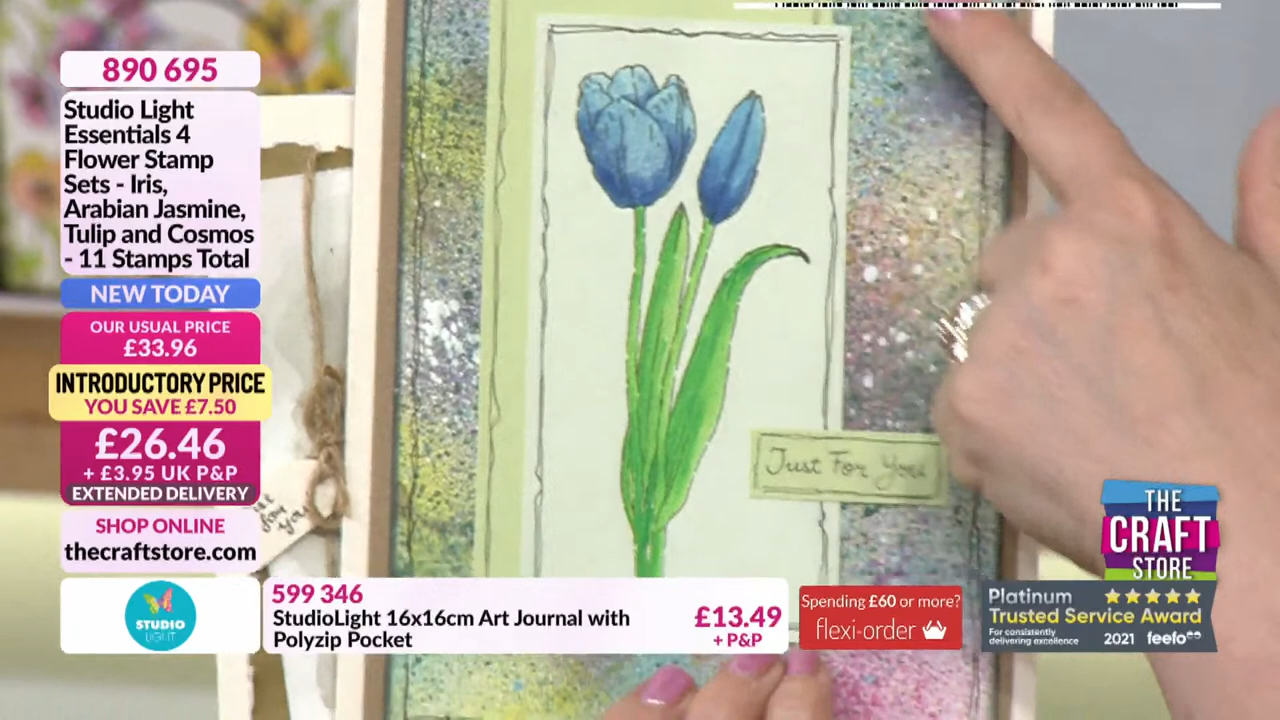 890 695
Studio Light
Essentials 4
Flower Stamp
Sets - Iris,
Arabian Jasmine,
Tulip and Cosmos
- 11 Stamps Total
NEW TODAY
OUR USUAL PRICE
£33.96
INTRODUCTORY PRICE
YOU SAVE £7.50
£26.46
+ £3.95 UK P&P
EXTENDED DELIVERY
SHOP ONLINE
thecraftstore.com
Just For You
for
you
STUDIO
LIGHT
599 346
StudioLight 16x16cm Art Journal with
Polyzip Pocket
£13.49
+ P&P
Spending £60 or more?
flexi-order
THE
CRAFT
STORE
Platinum
Trusted Service Award
For consistently
delivering excellence
2021 feefo